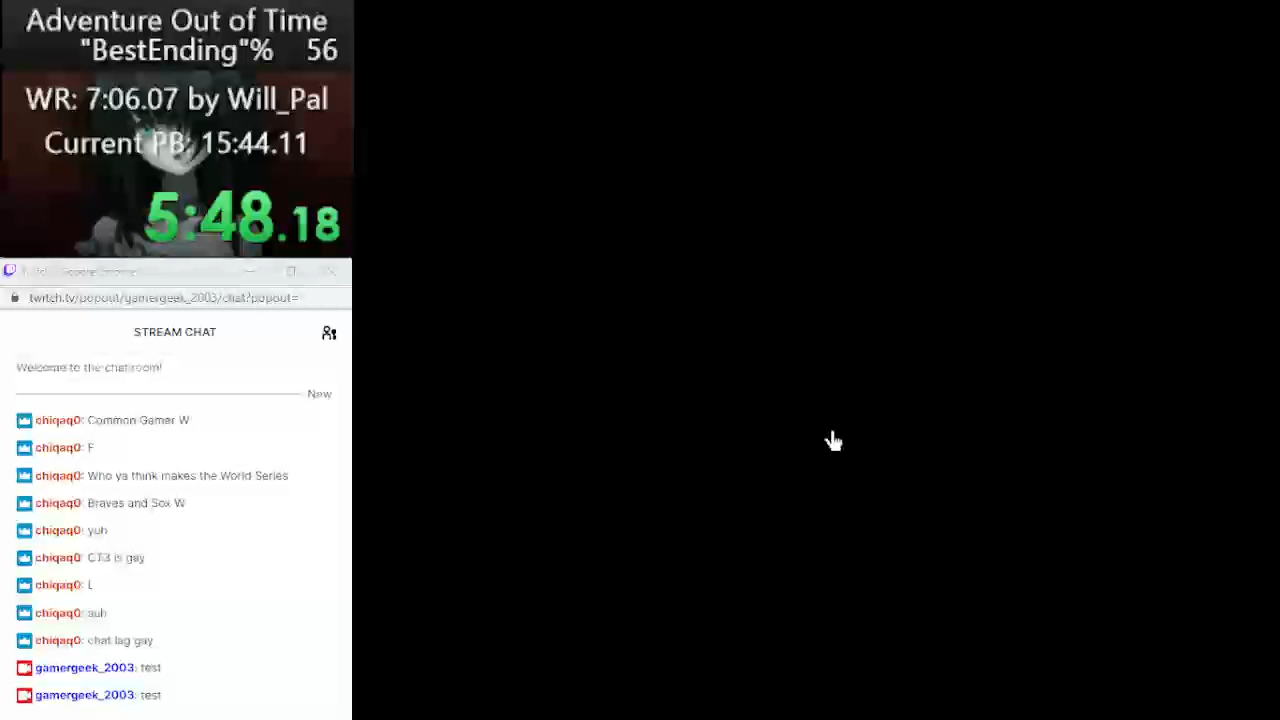 Adventure Out of Time
"BestEnding"% 56
WR: 7:06.07 by Will_Pal
Current PB: 15:44.11
5:48.18
twitch.tv/popout/gamergeek_2003/chat?popout=
STREAM CHAT
Welcome to the chat room!
New
chiqaq0: Common Gamer W
chiqaq0: F
chiqaq0: Who ya think makes the World Series
chiqaq0: Braves and Sox W
chiqaq0: yuh
chiqaq0: CT3 is gay
chiqaq0: L
chiqaq0: auh
chiqaq0: chat lag gay
gamergeek_2003: test
gamergeek_2003: test